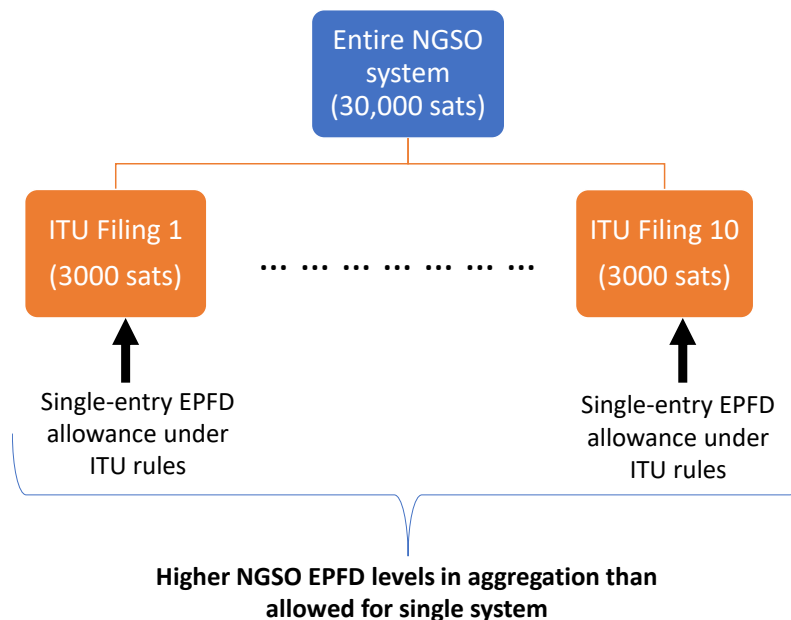 Entire NGSO
system
(30,000 sats)
ITU Filing 1
(3000 sats)
... ... ... ... ... ... ...
ITU Filing 10
(3000 sats)
Single-entry EPFD
allowance under
ITU rules
Single-entry EPFD
allowance under
ITU rules
Higher NGSO EPFD levels in aggregation than
allowed for single system